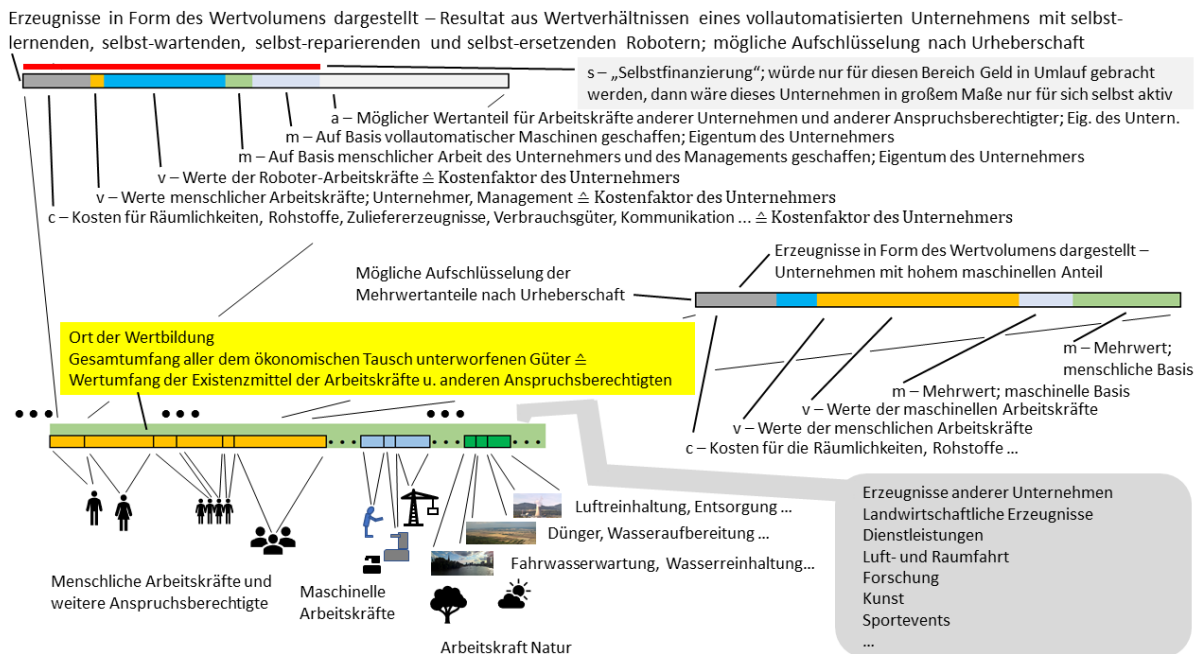 Erzeugnisse in Form des Wertvolumens dargestellt – Resultat aus Wertverhältnissen eines vollautomatisierten Unternehmens mit selbst-
lernenden, selbst-wartenden, selbst-reparierenden und selbst-ersetzenden Robotern; mögliche Aufschlüsselung nach Urheberschaft
s – „Selbstfinanzierung“; würde nur für diesen Bereich Geld in Umlauf gebracht
werden, dann wäre dieses Unternehmen in großem Maße nur für sich selbst aktiv
a – Möglicher Wertanteil für Arbeitskräfte anderer Unternehmen und anderer Anspruchsberechtigter; Eig. des Untern.
m – Auf Basis vollautomatischer Maschinen geschaffen; Eigentum des Unternehmers
m – Auf Basis menschlicher Arbeit des Unternehmers und des Managements geschaffen; Eigentum des Unternehmers
v – Werte der Roboter-Arbeitskräfte ≙ Kostenfaktor des Unternehmers
v – Werte menschlicher Arbeitskräfte; Unternehmer, Management ≙ Kostenfaktor des Unternehmers
c – Kosten für Räumlichkeiten, Rohstoffe, Zuliefererzeugnisse, Verbrauchsgüter, Kommunikation … ≙ Kostenfaktor des Unternehmers
Erzeugnisse in Form des Wertvolumens dargestellt –
Unternehmen mit hohem maschinellen Anteil
Mögliche Aufschlüsselung der
Mehrwertanteile nach Urheberschaft
Ort der Wertbildung
Gesamtumfang aller dem ökonomischen Tausch unterworfenen Güter ≙
Wertumfang der Existenzmittel der Arbeitskräfte u. anderen Anspruchsberechtigten
m – Mehrwert;
menschliche Basis
m – Mehrwert; maschinelle Basis
v – Werte der maschinellen Arbeitskräfte
v – Werte der menschlichen Arbeitskräfte
c – Kosten für die Räumlichkeiten, Rohstoffe …
Luftreinhaltung, Entsorgung …
Dünger, Wasseraufbereitung …
Fahrwasserwartung, Wasserreinhaltung…
Menschliche Arbeitskräfte und
weitere Anspruchsberechtigte
Maschinelle
Arbeitskräfte
Arbeitskraft Natur
Erzeugnisse anderer Unternehmen
Landwirtschaftliche Erzeugnisse
Dienstleistungen
Luft- und Raumfahrt
Forschung
Kunst
Sportevents
…